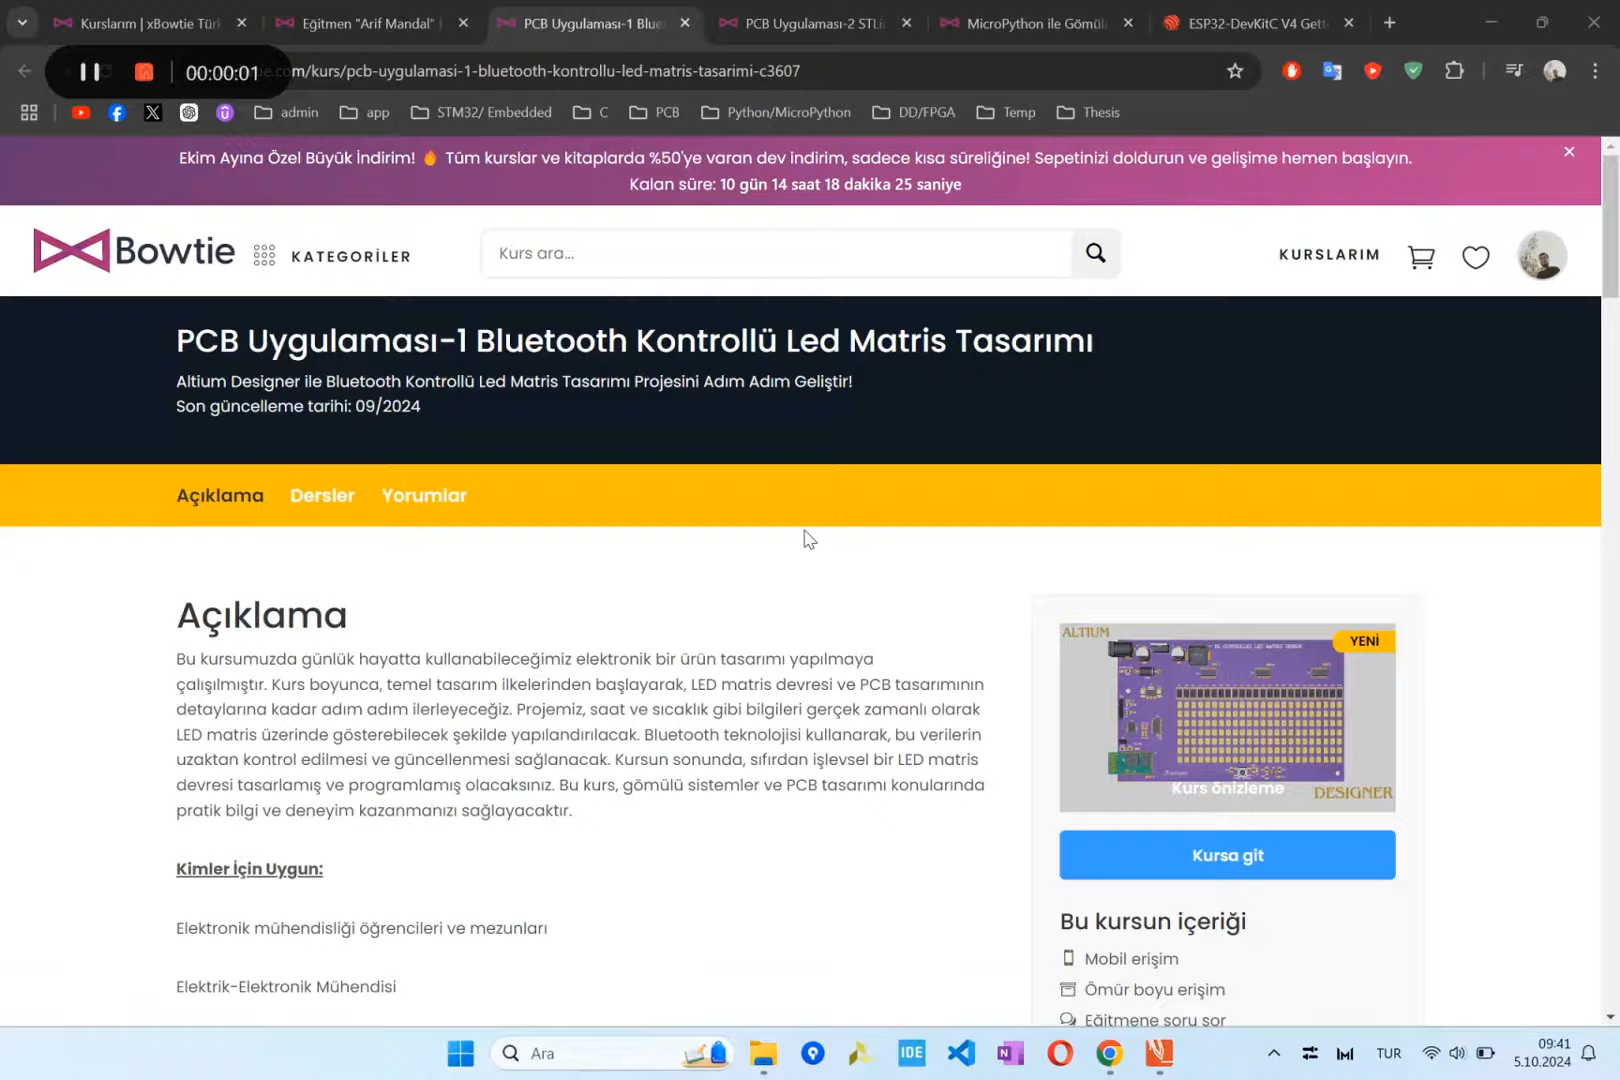 Kurslarım | xBowtie Türk
Eğitmen "Arif Mandal" |
PCB Uygulaması-1 Blue
PCB Uygulaması-2 STLi
MicroPython ile Gömül
ESP32-DevKitC V4 Gett
00:00:01
.com/kurs/pcb-uygulamasi-1-bluetooth-kontrollu-led-matris-tasarimi-c3607
admin
app
STM32/ Embedded
C
PCB
Python/MicroPython
DD/FPGA
Temp
Thesis
Ekim Ayına Özel Büyük İndirim! 🔥 Tüm kurslar ve kitaplarda %50'ye varan dev indirim, sadece kısa süreliğine! Sepetinizi doldurun ve gelişime hemen başlayın.
Kalan süre: 10 gün 14 saat 18 dakika 25 saniye
Bowtie
KATEGORİLER
Kurs ara...
KURSLARIM
PCB Uygulaması-1 Bluetooth Kontrollü Led Matris Tasarımı
Altium Designer ile Bluetooth Kontrollü Led Matris Tasarımı Projesini Adım Adım Geliştir!
Son güncelleme tarihi: 09/2024
Açıklama
Dersler
Yorumlar
Açıklama
Bu kursumuzda günlük hayatta kullanabileceğimiz elektronik bir ürün tasarımı yapılmaya
çalışılmıştır. Kurs boyunca, temel tasarım ilkelerinden başlayarak, LED matris devresi ve PCB tasarımının
detaylarına kadar adım adım ilerleyeceğiz. Projemiz, saat ve sıcaklık gibi bilgileri gerçek zamanlı olarak
LED matris üzerinde gösterebilecek şekilde yapılandırılacak. Bluetooth teknolojisi kullanarak, bu verilerin
uzaktan kontrol edilmesi ve güncellenmesi sağlanacak. Kursun sonunda, sıfırdan işlevsel bir LED matris
devresi tasarlamış ve programlamış olacaksınız. Bu kurs, gömülü sistemler ve PCB tasarımı konularında
pratik bilgi ve deneyim kazanmanızı sağlayacaktır.
Kimler İçin Uygun:
Elektronik mühendisliği öğrencileri ve mezunları
Elektrik-Elektronik Mühendisi
ALTIUM
YENİ
BL CONTROLLED LED MATRIX DESIGN
Kurs önizleme
DESIGNER
Kursa git
Bu kursun içeriği
Mobil erişim
Ömür boyu erişim
Eğitmene soru sor
Ara
IDE
TUR
09:41
5.10.2024